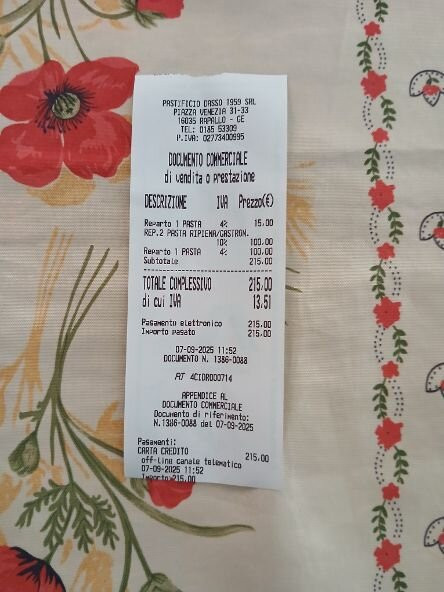 PASTIFICIO DASSO 1959 SRL
PIAZZA VENEZIA 31-33
16035 RAPALLO - GE
TEL: 0185 53309
P.IVA: 02773400995
DOCUMENTO COMMERCIALE
di vendita o prestazione
DESCRIZIONE IVA Prezzo(€)
Reparto 1 PASTA 4% 15,00
REP.2 PASTA RIPIENA/GASTRON.
10% 100,00
Reparto 1 PASTA 4% 100,00
Subtotale 215,00
TOTALE COMPLESSIVO 215,00
di cui IVA 13,51
Pagamento elettronico 215,00
Importo pagato 215,00
07-09-2025 11:52
DOCUMENTO N. 1386-0088
RT 4CIDR000714
APPENDICE AL
DOCUMENTO COMMERCIALE
Documento di riferimento:
N.1386-0088 del 07-09-2025
Pagamenti:
CARTA CREDITO 215,00
off-line canale telematico
07-09-2025 11:52
Importo 215,00